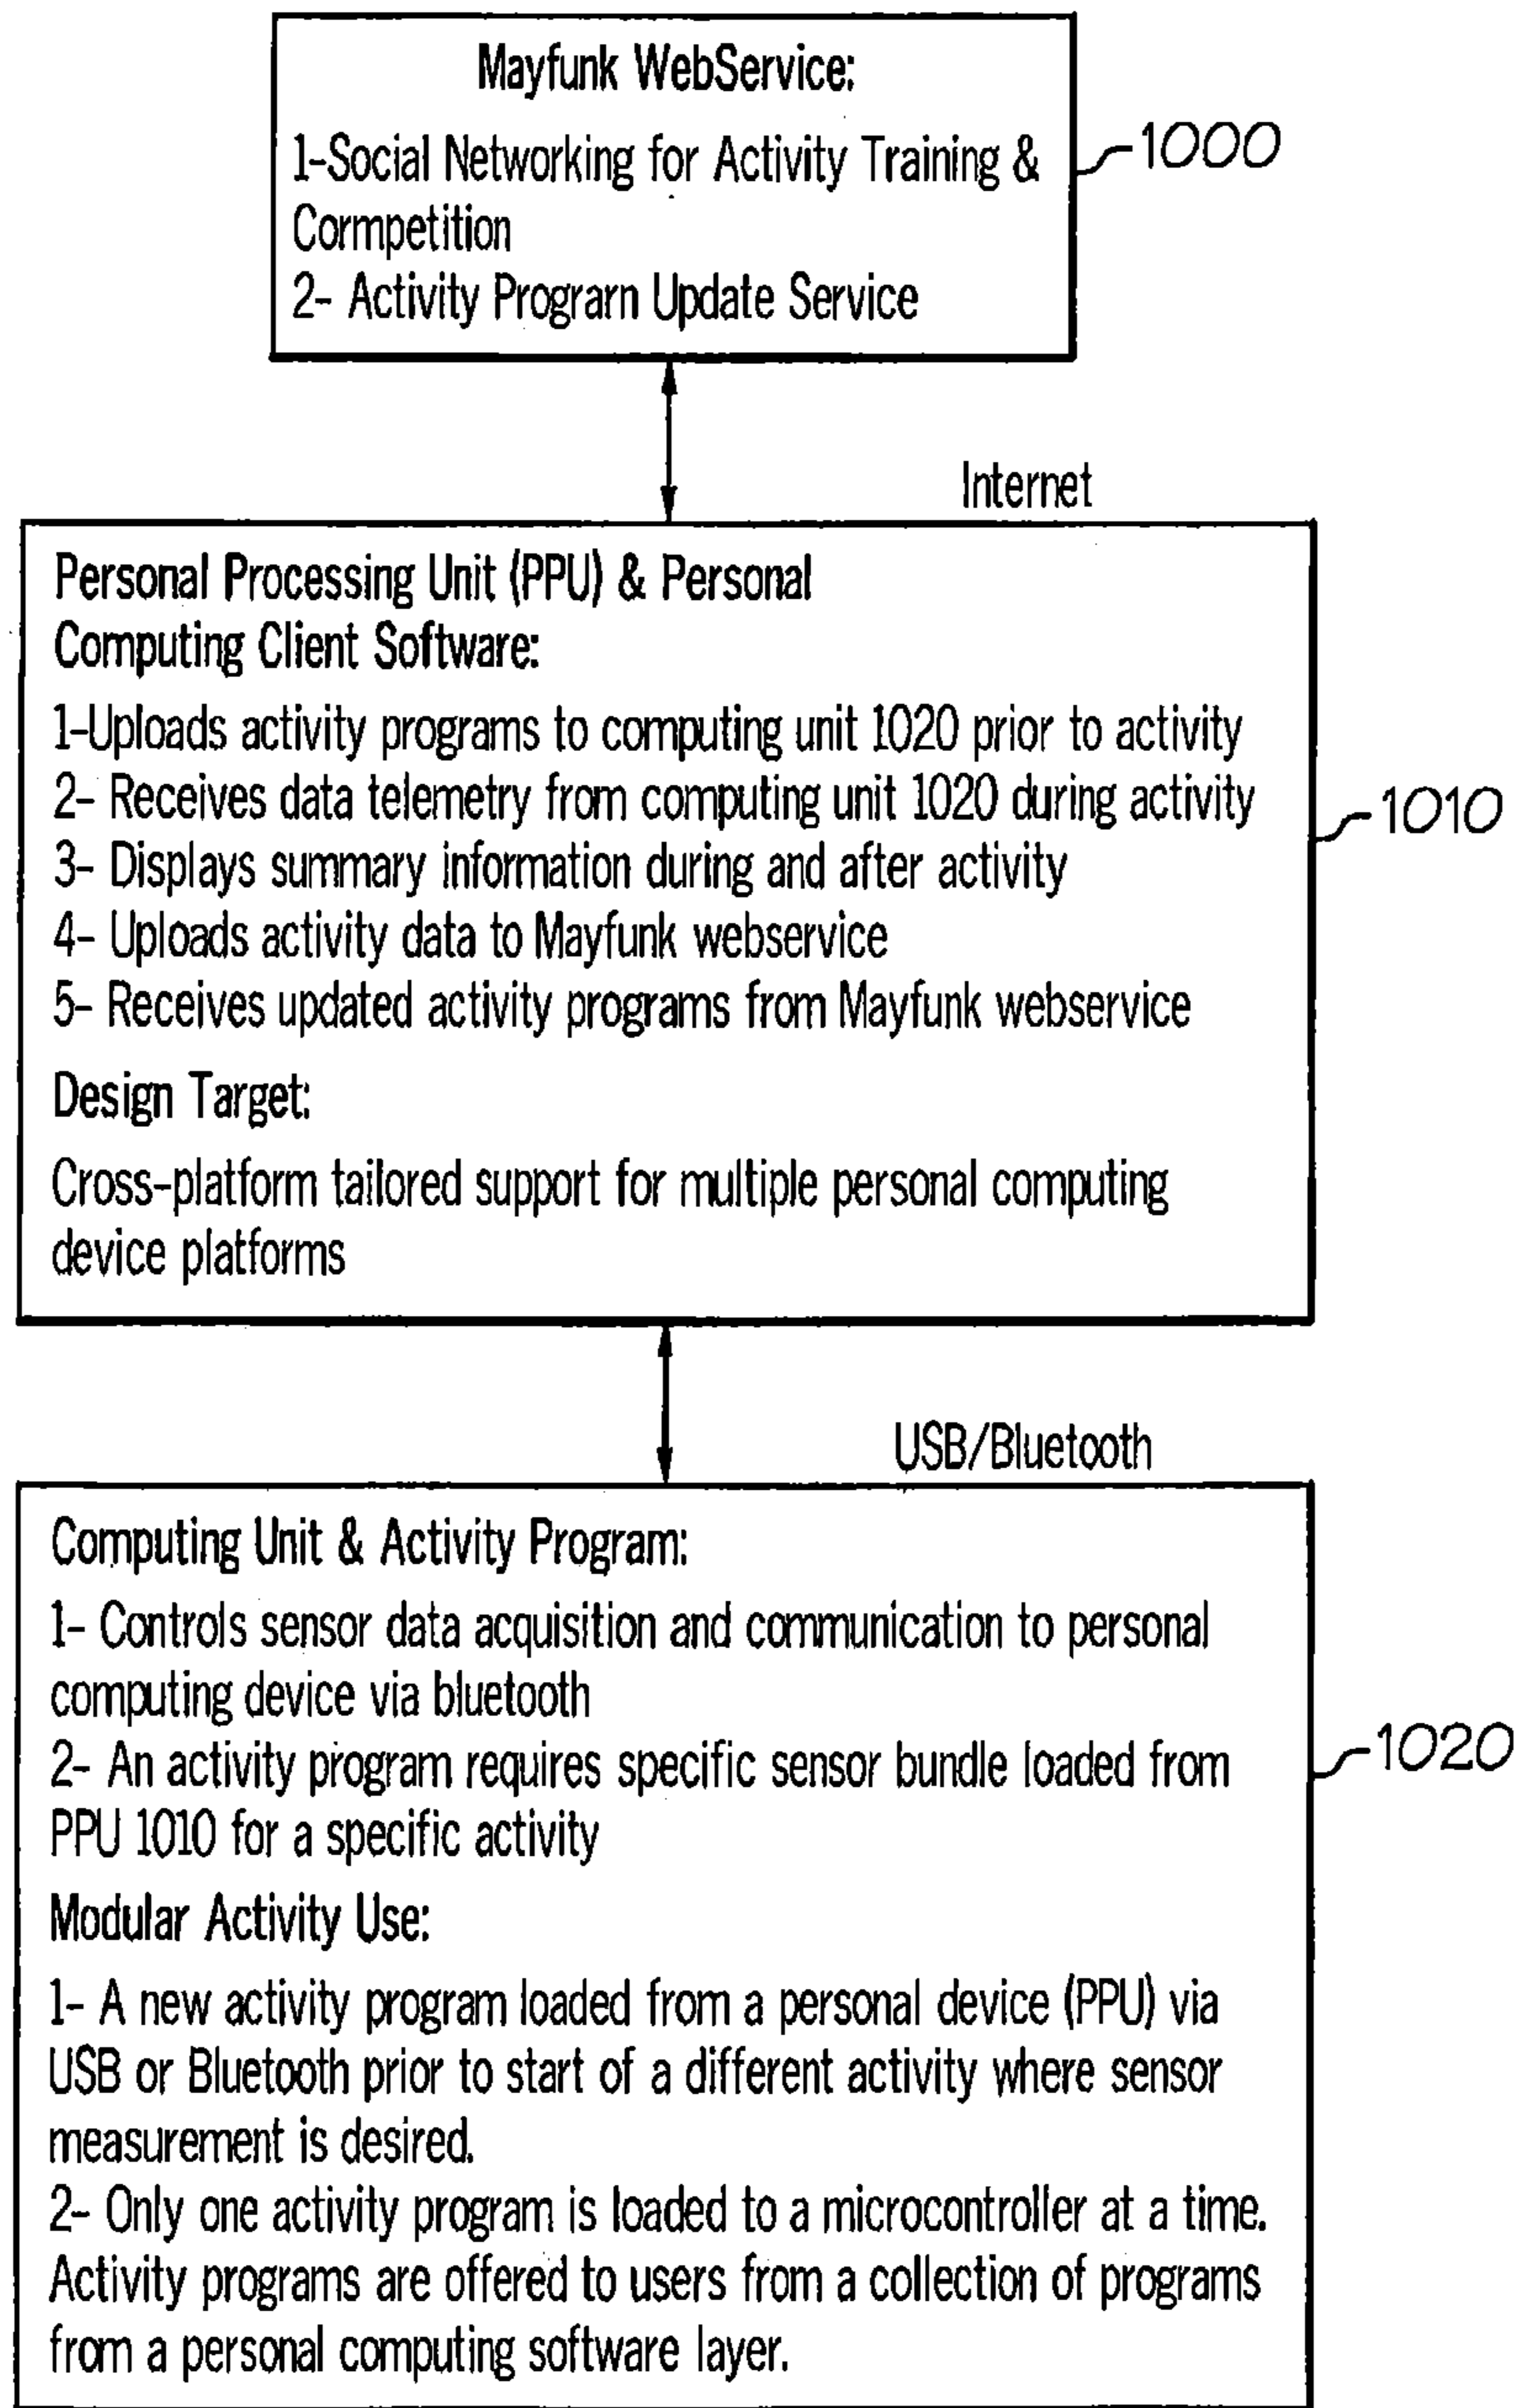 Mayfunk WebService:
1-Social Networking for Activity Training &
Cormpetition
2- Activity Prograrn Update Service
1000
Internet
Personal Processing Unit (PPU) & Personal
Computing Client Software:
1-Uploads activity programs to computing unit 1020 prior to activity
2- Receives data telemetry from computing unit 1020 during activity
3- Displays summary information during and after activity
4- Uploads activity data to Mayfunk webservice
5- Receives updated activity programs from Mayfunk webservice
Design Target:
Cross-platform tailored support for multiple personal computing
device platforms
1010
USB/Bluetooth
Computing Unit & Activity Program:
1- Controls sensor data acquisition and communication to personal
computing device via bluetooth
2- An activity program requires specific sensor bundle loaded from
PPU 1010 for a specific activity
Modular Activity Use:
1- A new activity program loaded from a personal device (PPU) via
USB or Bluetooth prior to start of a different activity where sensor
measurement is desired.
2- Only one activity program is loaded to a microcontroller at a time.
Activity programs are offered to users from a collection of programs
from a personal computing software layer.
1020